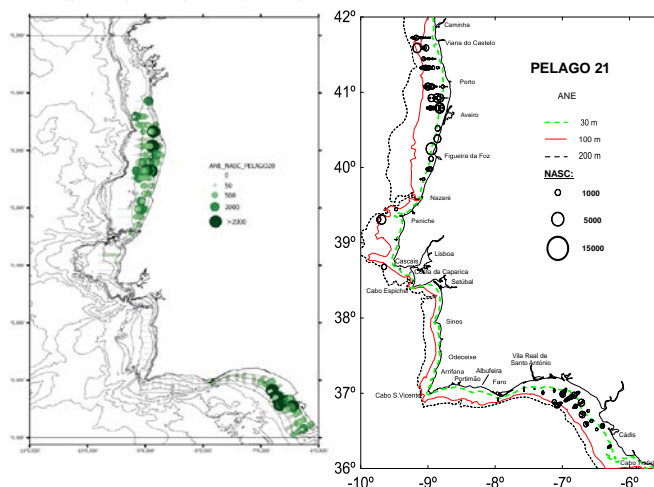 ANE_NASC_PELAGO20
0
50
500
2000
>2000
42º
41º
40º
39º
38º
37º
36º
-10º
-9º
-8º
-7º
-6º
Caminha
Viana do Castelo
Porto
Aveiro
Figueira da Foz
Nazaré
Peniche
Lisboa
Cascais
Costa da Caparica
Setúbal
Cabo Espichel
Sines
Odeceixe
Arrifana
Portimão
Albufeira
Faro
Vila Real de
Santo António
Cabo S.Vicente
Cádis
PELAGO 21
ANE
30 m
100 m
200 m
NASC:
1000
5000
15000